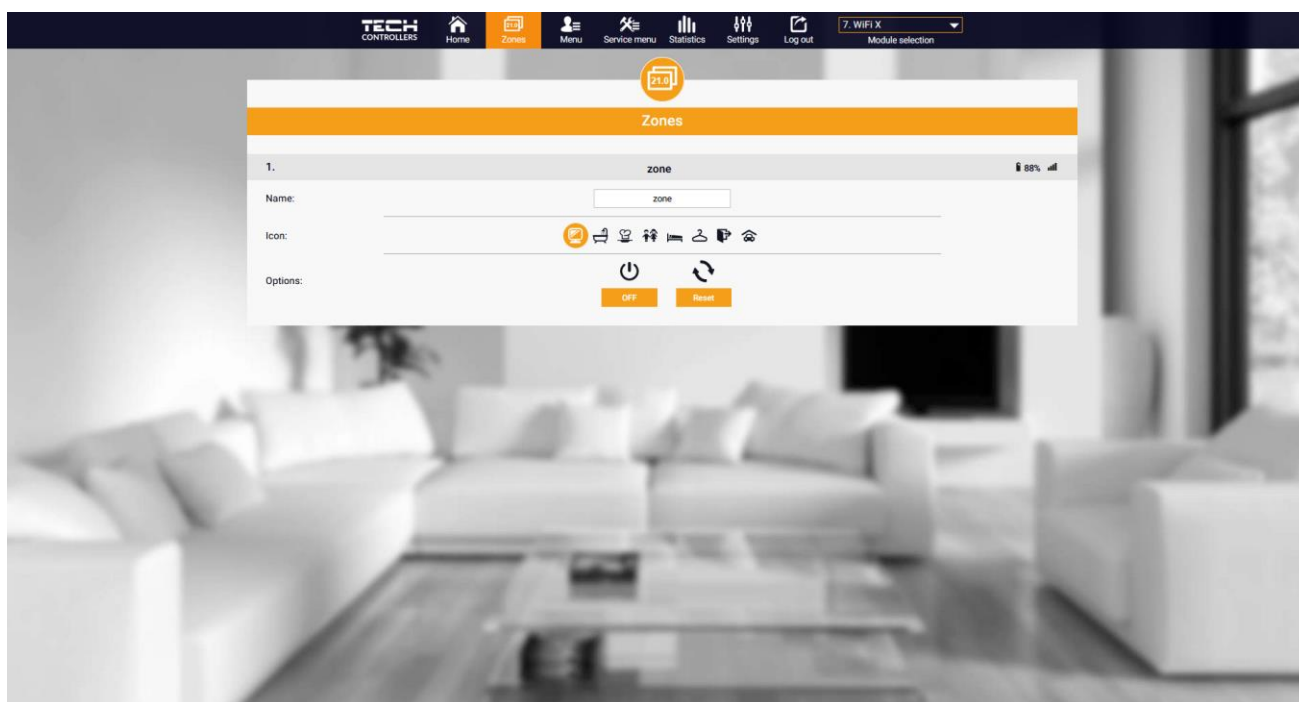 TECH
CONTROLLERS
Home
21.0
Zones
Menu
Service menu
Statistics
Settings
Log out
7. WiFi X
Module selection
21.0
Zones
1.
zone
88%
Name:
zone
Icon:
Options:
OFF
Reset